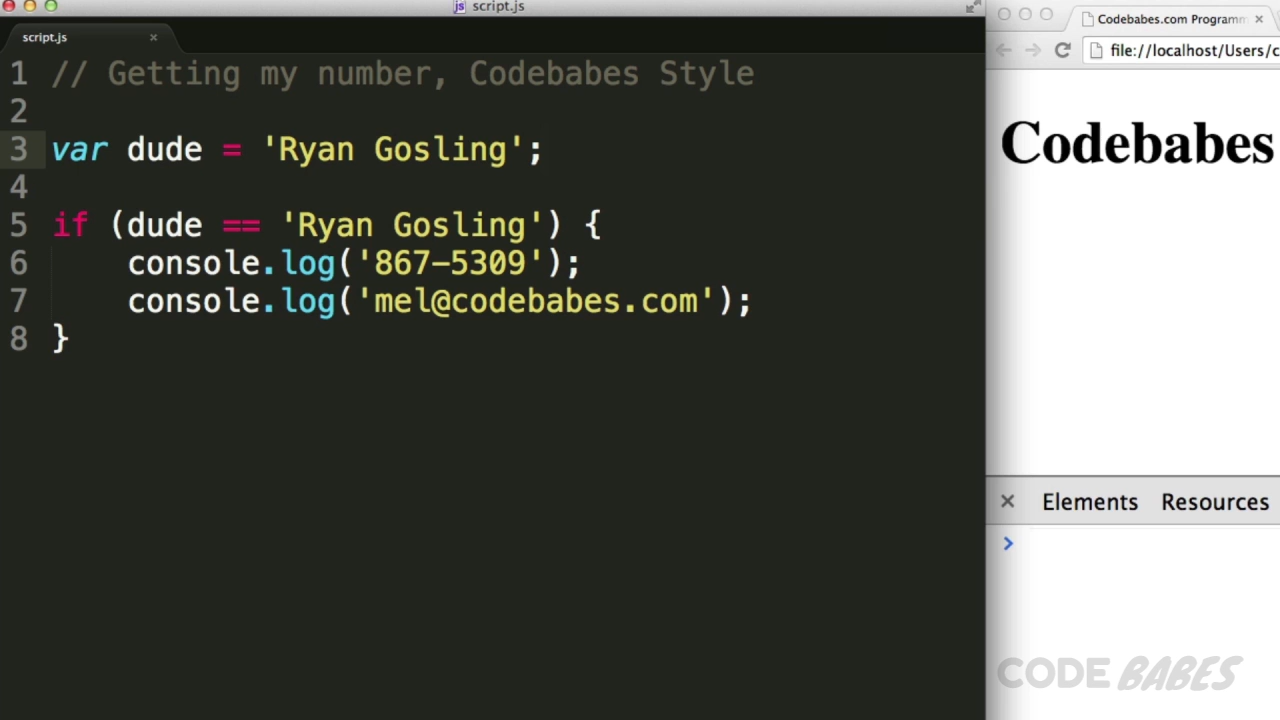 script.js
script.js
1 // Getting my number, Codebabes Style
2
3 var dude = 'Ryan Gosling';
4
5 if (dude == 'Ryan Gosling') {
6     console.log('867-5309');
7     console.log('mel@codebabes.com');
8 }
Codebabes.com Programm
file://localhost/Users/c
Codebabes
Elements Resources
>
CODE BABES